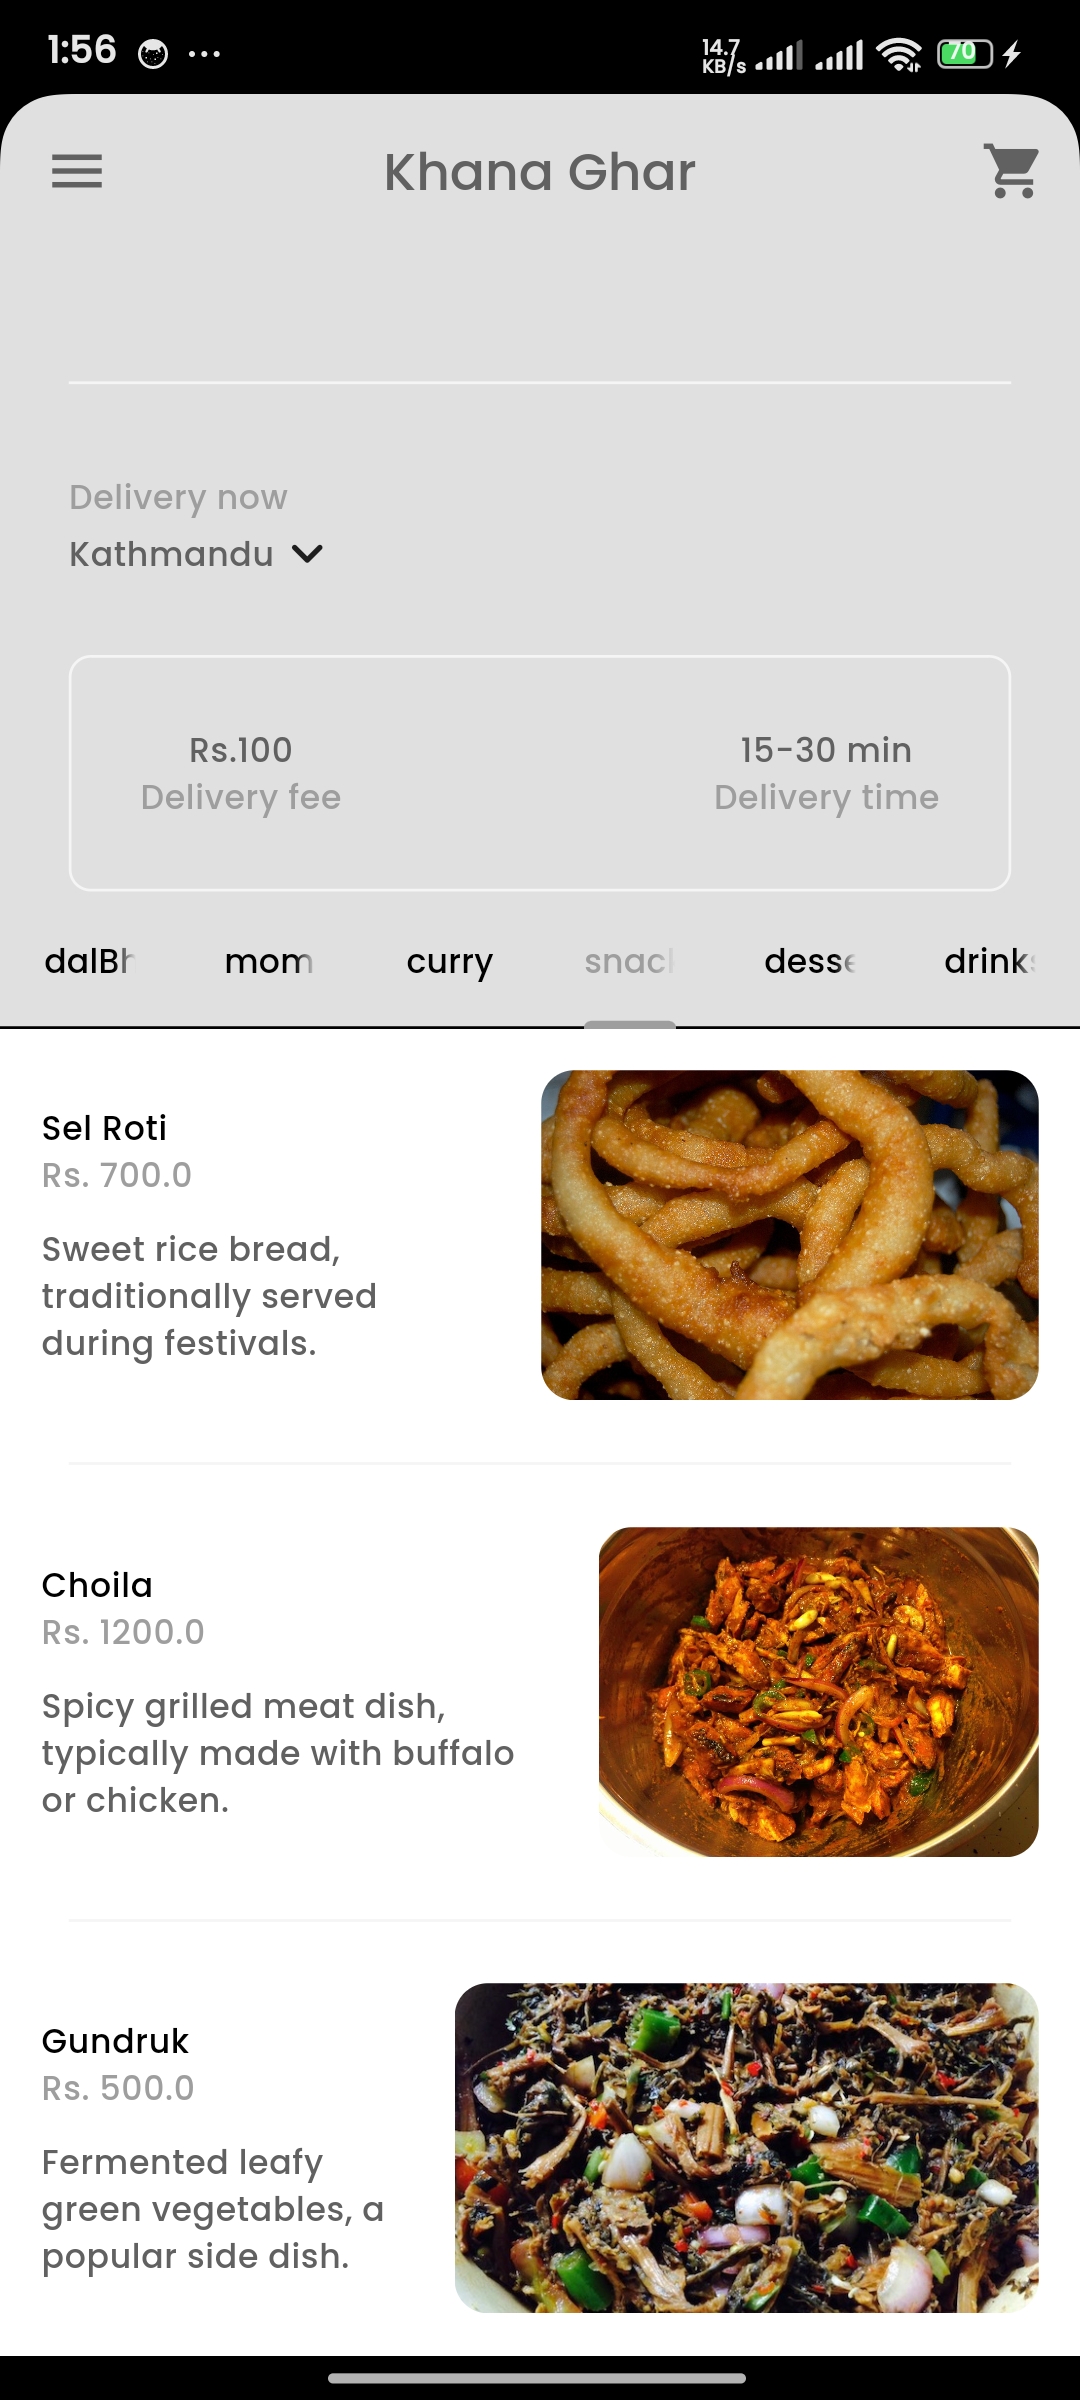 1:56
14.7
KB/s
70
Khana Ghar
Delivery now
Kathmandu
Rs.100
15-30 min
Delivery fee
Delivery time
dalBh mom curry snack desse drinks
Sel Roti
Rs. 700.0
Sweet rice bread,
traditionally served
during festivals.
Choila
Rs. 1200.0
Spicy grilled meat dish,
typically made with buffalo
or chicken.
Gundruk
Rs. 500.0
Fermented leafy
green vegetables, a
popular side dish.